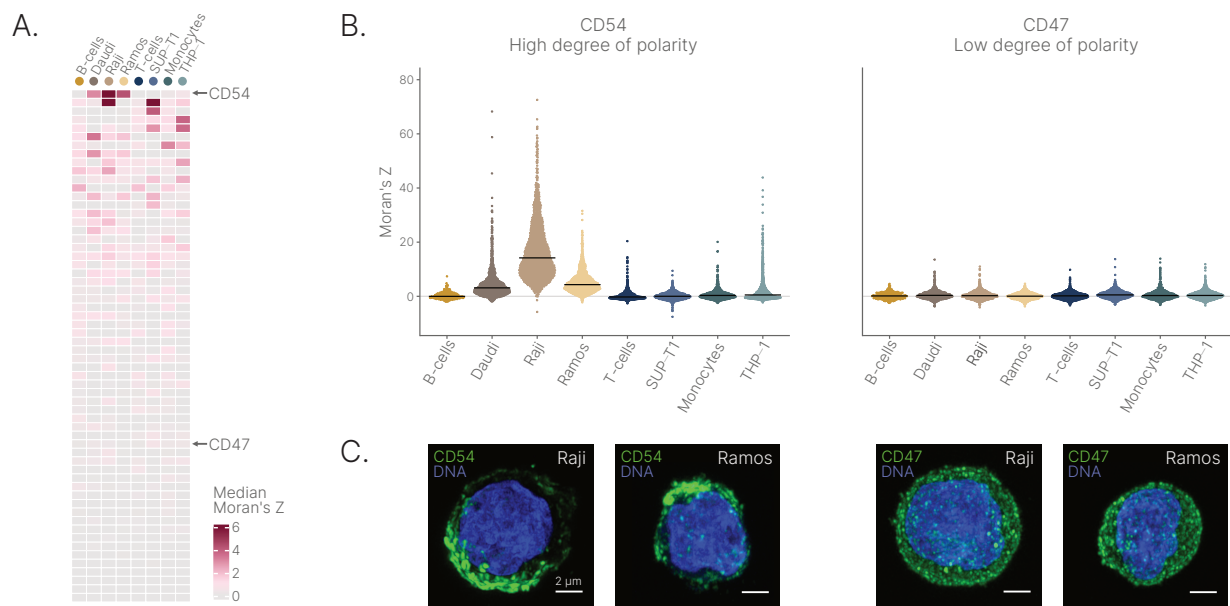 A.
B-cells
Daudi
Raji
Ramos
T-cells
SUP-T1
Monocytes
THP-1
CD54
CD47
Median
Moran's Z
6
4
2
0
B.
CD54
High degree of polarity
Moran's Z
80
60
40
20
0
B-cells
Daudi
Raji
Ramos
T-cells
SUP-T1
Monocytes
THP-1
CD47
Low degree of polarity
B-cells
Daudi
Raji
Ramos
T-cells
SUP-T1
Monocytes
THP-1
C.
CD54
DNA
Raji
2 µm
CD54
DNA
Ramos
CD47
DNA
Raji
CD47
DNA
Ramos